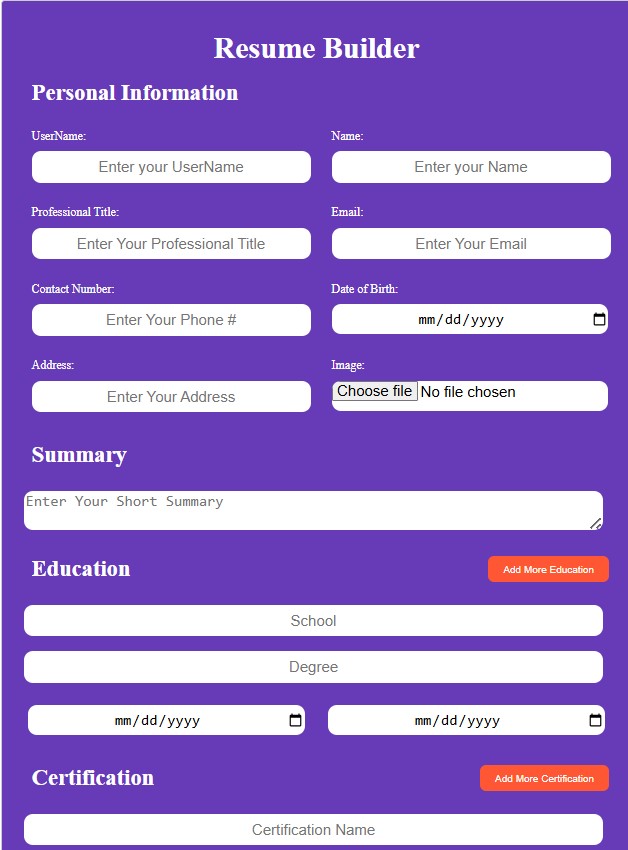 Resume Builder
Personal Information
UserName: Name:
Enter your UserName Enter your Name
Professional Title: Email:
Enter Your Professional Title Enter Your Email
Contact Number: Date of Birth:
Enter Your Phone # mm/dd/yyyy
Address: Image:
Enter Your Address Choose file No file chosen
Summary
Enter Your Short Summary
Education Add More Education
School
Degree
mm/dd/yyyy mm/dd/yyyy
Certification Add More Certification
Certification Name